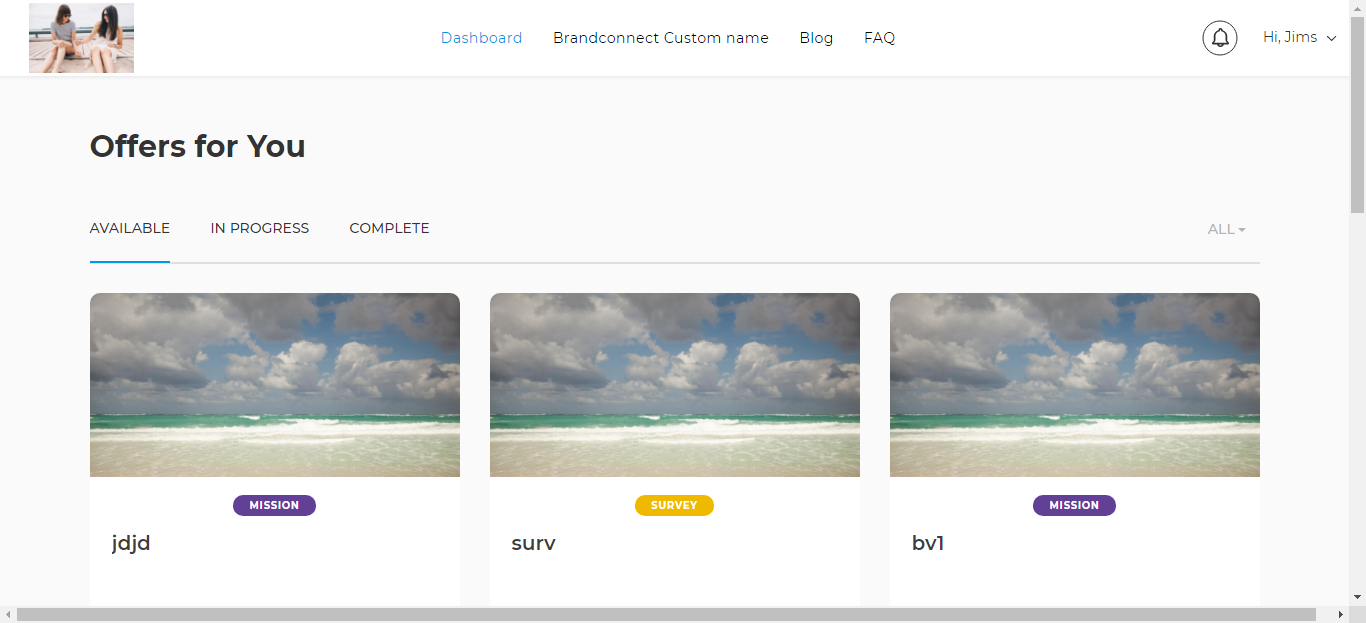 Dashboard Brandconnect Custom name Blog FAQ Hi, Jims
Offers for You
AVAILABLE IN PROGRESS COMPLETE ALL
MISSION SURVEY MISSION
jdjd surv bv1